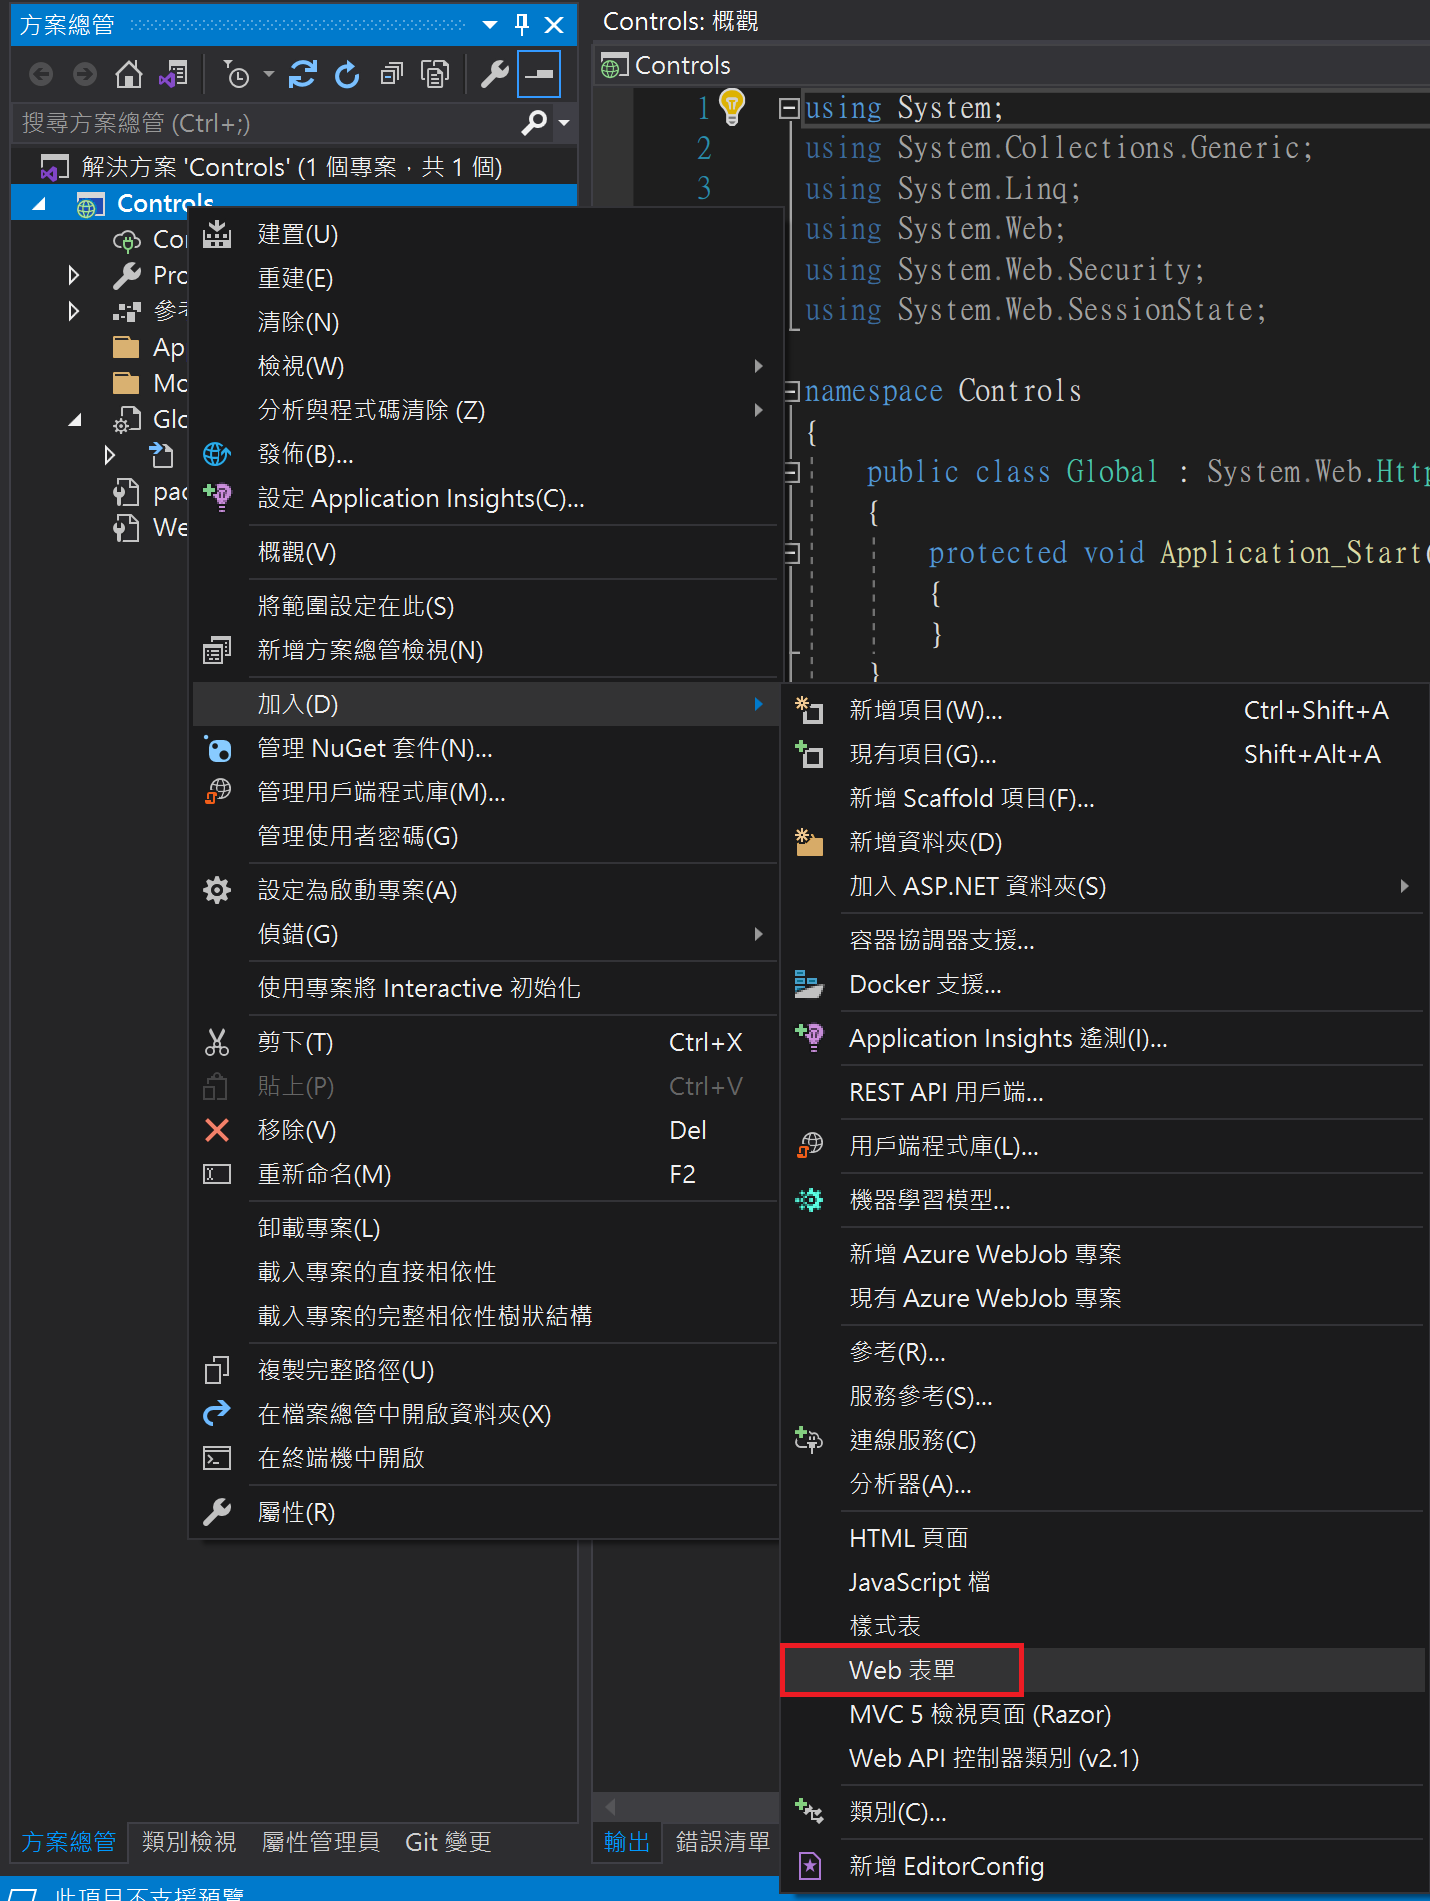 方案總管
搜尋方案總管 (Ctrl+;)
解決方案 'Controls' (1 個專案，共 1 個)
Controls
Controls: 概觀
Controls
1
using System;
2
using System.Collections.Generic;
3
using System.Linq;
using System.Web;
using System.Web.Security;
using System.Web.SessionState;
namespace Controls
{
public class Global : System.Web.Http
{
protected void Application_Start(
{
}
}
建置(U)
重建(E)
清除(N)
檢視(W)
分析與程式碼清除 (Z)
發佈(B)...
設定 Application Insights(C)...
概觀(V)
將範圍設定在此(S)
新增方案總管檢視(N)
加入(D)
管理 NuGet 套件(N)...
管理用戶端程式庫(M)...
管理使用者密碼(G)
設定為啟動專案(A)
偵錯(G)
使用專案將 Interactive 初始化
剪下(T) Ctrl+X
貼上(P) Ctrl+V
移除(V) Del
重新命名(M) F2
卸載專案(L)
載入專案的直接相依性
載入專案的完整相依性樹狀結構
複製完整路徑(U)
在檔案總管中開啟資料夾(X)
在終端機中開啟
屬性(R)
新增項目(W)... Ctrl+Shift+A
現有項目(G)... Shift+Alt+A
新增 Scaffold 項目(F)...
新增資料夾(D)
加入 ASP.NET 資料夾(S)
容器協調器支援...
Docker 支援...
Application Insights 遙測(I)...
REST API 用戶端...
用戶端程式庫(L)...
機器學習模型...
新增 Azure WebJob 專案
現有 Azure WebJob 專案
參考(R)...
服務參考(S)...
連線服務(C)
分析器(A)...
HTML 頁面
JavaScript 檔
樣式表
Web 表單
MVC 5 檢視頁面 (Razor)
Web API 控制器類別 (v2.1)
類別(C)...
新增 EditorConfig
方案總管 類別檢視 屬性管理員 Git 變更
輸出 錯誤清單
此項目不支援預覽